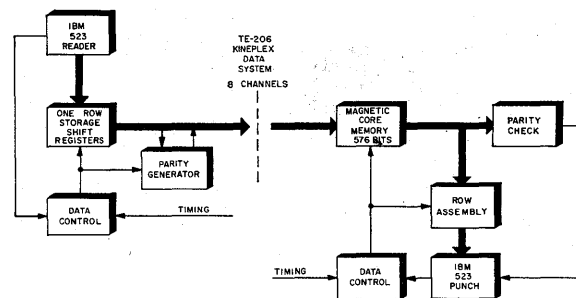 IBM
523
READER
TE-206
KINEPLEX
DATA
SYSTEM
8 CHANNELS
ONE ROW
STORAGE
SHIFT
REGISTERS
PARITY
GENERATOR
DATA
CONTROL
TIMING
MAGNETIC
CORE
MEMORY
576 BITS
PARITY
CHECK
ROW
ASSEMBLY
TIMING
DATA
CONTROL
IBM
523
PUNCH